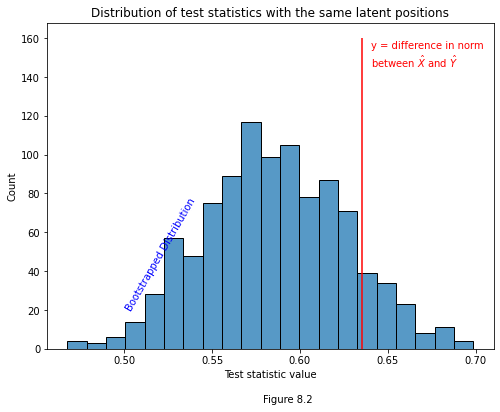 Distribution of test statistics with the same latent positions
160
140
120
100
80
60
40
20
0
Count
y = difference in norm
between X̂ and Ŷ
Bootstrapped Distribution
0.50 0.55 0.60 0.65 0.70
Test statistic value
Figure 8.2